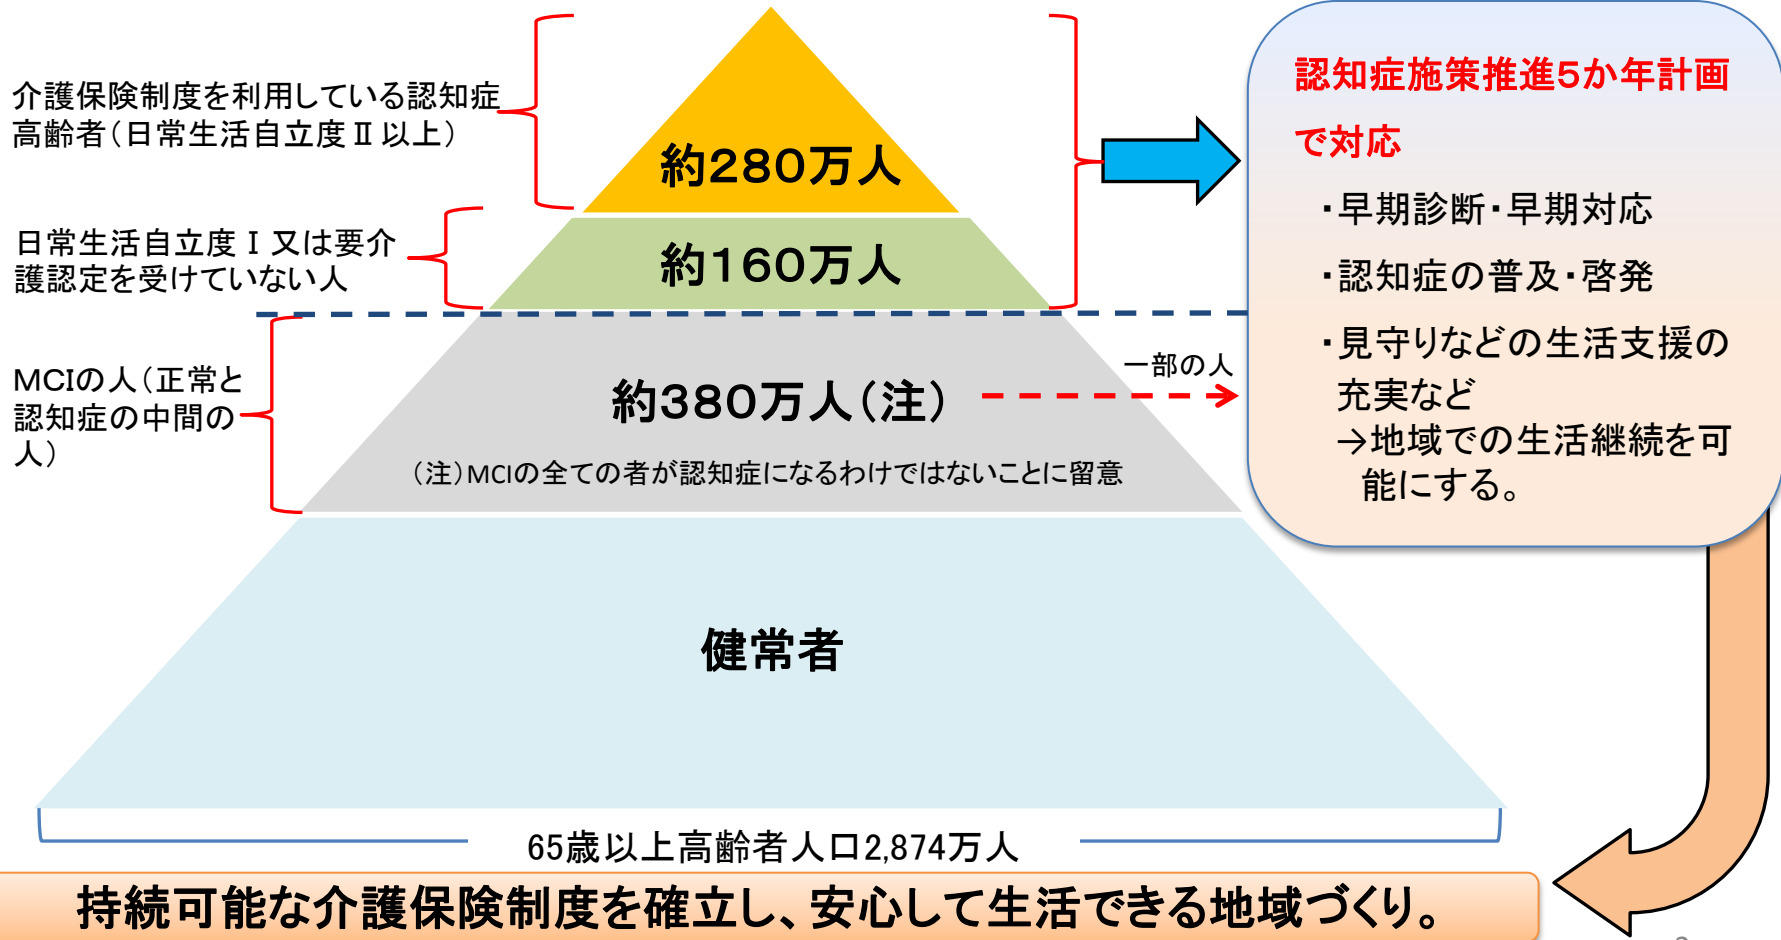 介護保険制度を利用している認知症
高齢者（日常生活自立度Ⅱ以上）
約280万人
日常生活自立度Ⅰ又は要介
護認定を受けていない人
約160万人
MCIの人（正常と
認知症の中間の
人）
約380万人（注）
（注）MCIの全ての者が認知症になるわけではないことに留意
一部の人
健常者
65歳以上高齢者人口2,874万人
認知症施策推進5か年計画
で対応
・早期診断・早期対応
・認知症の普及・啓発
・見守りなどの生活支援の
充実など
→地域での生活継続を可
能にする。
持続可能な介護保険制度を確立し、安心して生活できる地域づくり。